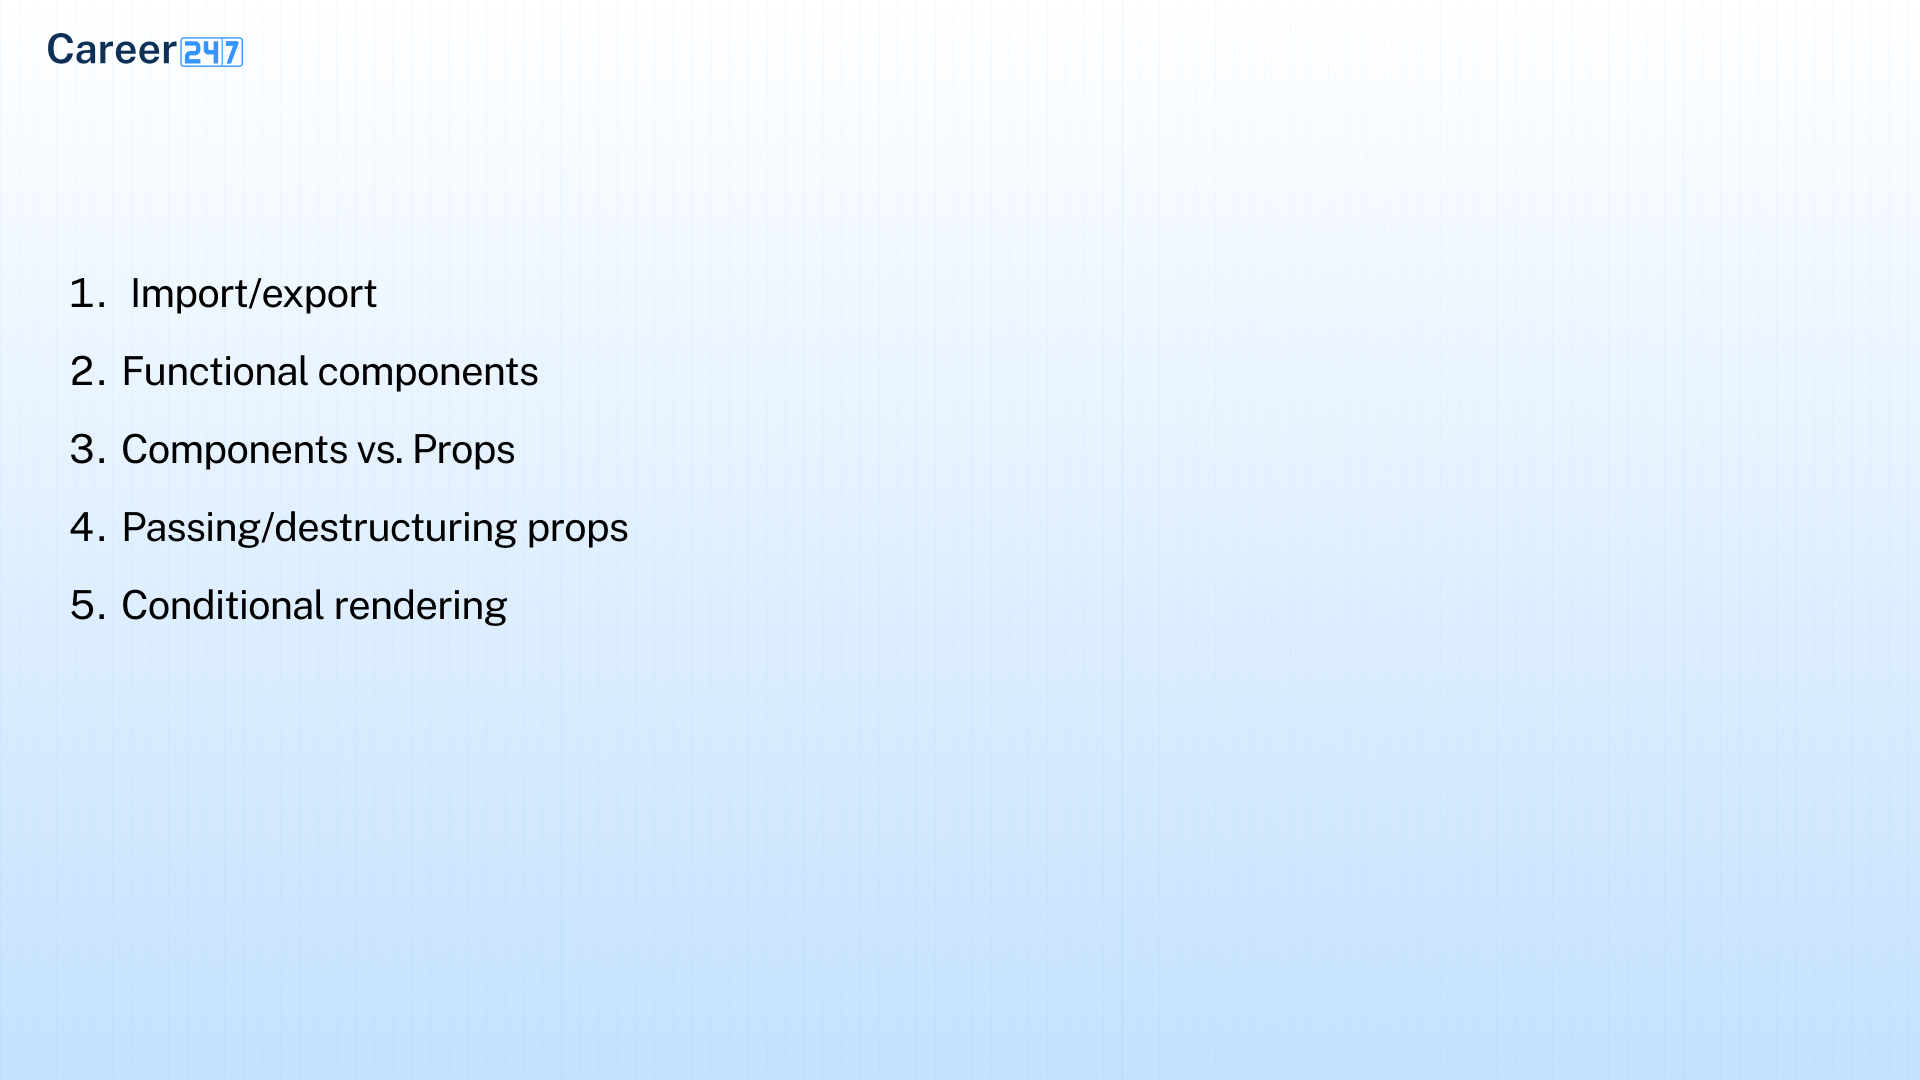 Career247
1. Import/export
2. Functional components
3. Components vs. Props
4. Passing/destructuring props
5. Conditional rendering